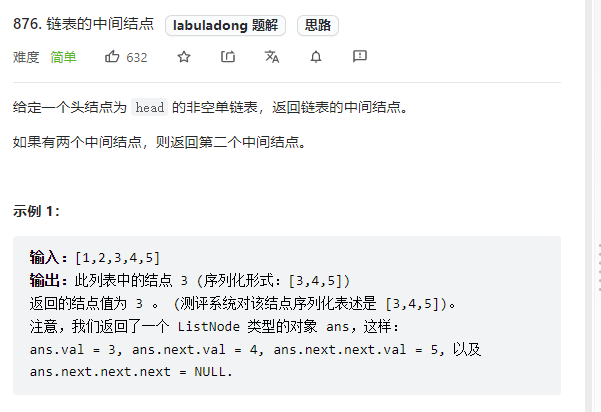 876. 链表的中间结点 labuladong 题解 思路
难度 简单 632
给定一个头结点为 head 的非空单链表，返回链表的中间结点。
如果有两个中间结点，则返回第二个中间结点。
示例 1：
输入：[1,2,3,4,5]
输出：此列表中的结点 3 (序列化形式：[3,4,5])
返回的结点值为 3 。 (测评系统对该结点序列化表述是 [3,4,5])。
注意，我们返回了一个 ListNode 类型的对象 ans，这样：
ans.val = 3, ans.next.val = 4, ans.next.next.val = 5, 以及
ans.next.next.next = NULL.